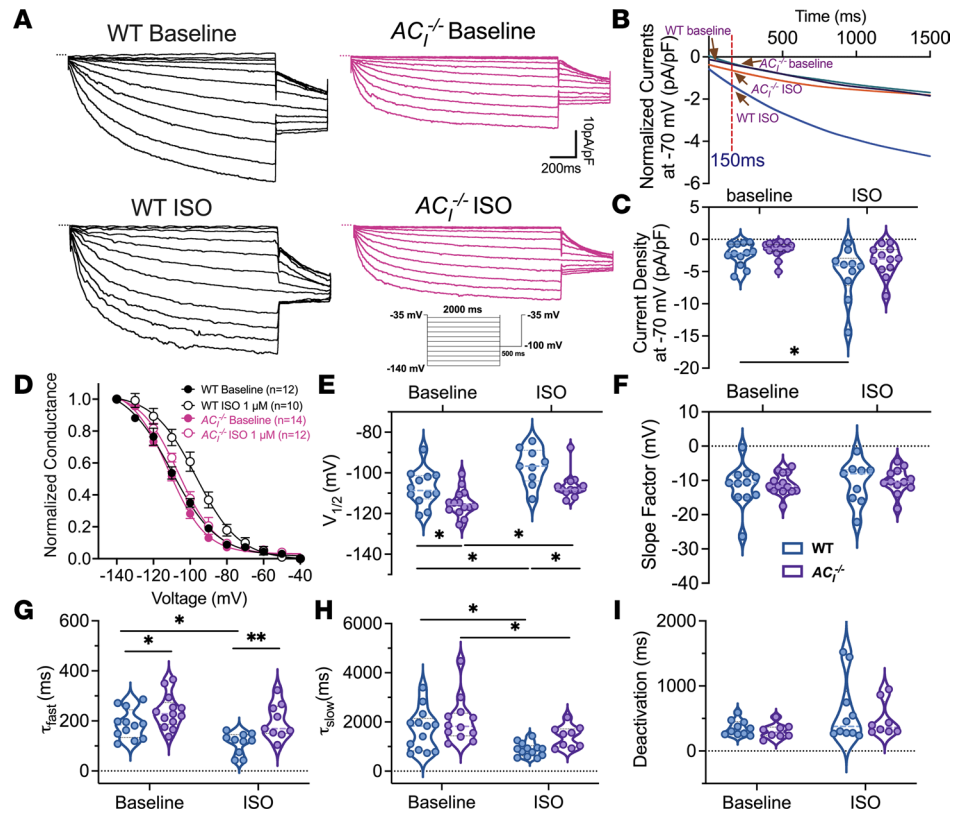 A
WT Baseline
ACI-/- Baseline
10pA/pF
200ms
WT ISO
ACI-/- ISO
2000 ms
-35 mV
-35 mV
-100 mV
500 ms
-140 mV
B
Time (ms)
500
1000
1500
WT baseline
ACI-/- baseline
ACI-/- ISO
WT ISO
150ms
0
-2
-4
-6
Normalized Currents
at -70 mV (pA/pF)
C
baseline
ISO
5
0
-5
-10
-15
-20
Current Density
at -70 mV (pA/pF)
*
D
WT Baseline (n=12)
WT ISO 1 µM (n=10)
ACI-/- Baseline (n=14)
ACI-/- ISO 1 µM (n=12)
Normalized Conductance
1.0
0.8
0.6
0.4
0.2
0.0
-140
-120
-100
-80
-60
-40
Voltage (mV)
E
Baseline
ISO
V1/2 (mV)
-80
-100
-120
-140
*
*
*
*
F
Baseline
ISO
Slope Factor (mV)
10
0
-10
-20
-30
-40
WT
ACI-/-
G
τfast (ms)
600
400
200
0
*
*
**
Baseline
ISO
H
τslow(ms)
6000
4000
2000
0
*
*
Baseline
ISO
I
Deactivation (ms)
2000
1000
0
Baseline
ISO